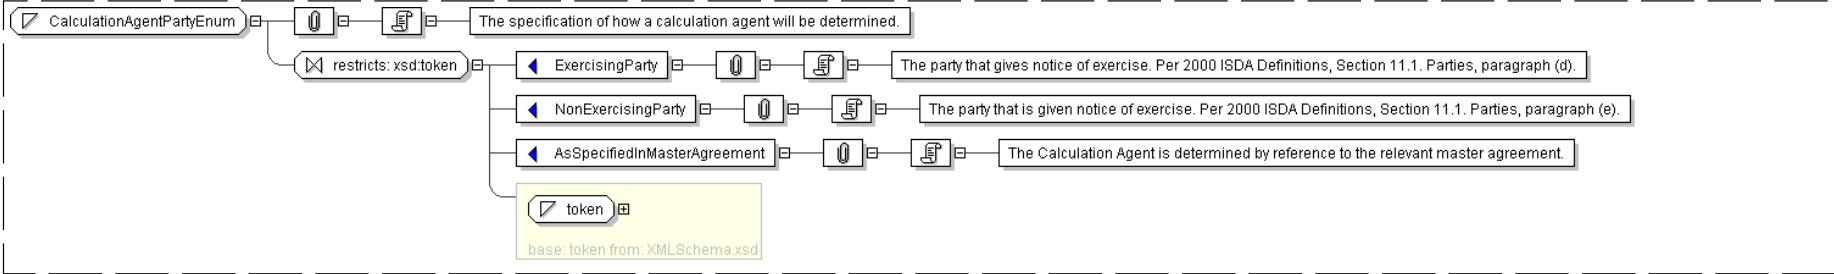 CalculationAgentPartyEnum
The specification of how a calculation agent will be determined.
restricts: xsd:token
ExercisingParty
The party that gives notice of exercise. Per 2000 ISDA Definitions, Section 11.1. Parties, paragraph (d).
NonExercisingParty
The party that is given notice of exercise. Per 2000 ISDA Definitions, Section 11.1. Parties, paragraph (e).
AsSpecifiedInMasterAgreement
The Calculation Agent is determined by reference to the relevant master agreement.
token
base: token from: XMLSchema.xsd